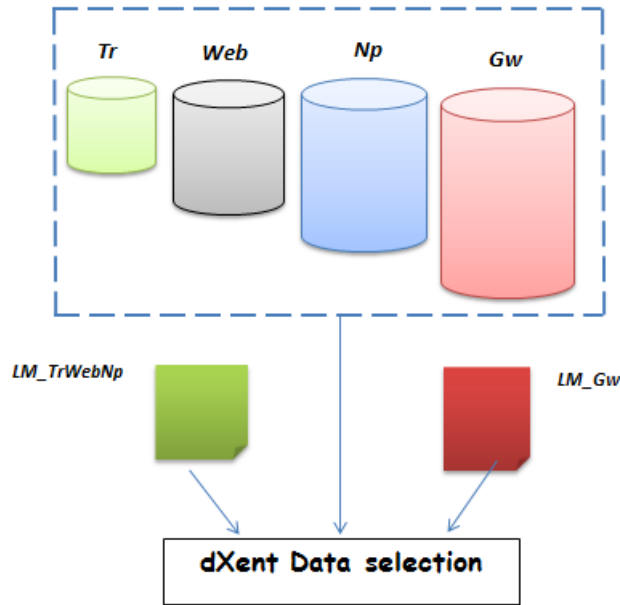 Tr
Web
Np
Gw
LM_TrWebNp
LM_Gw
dXent Data selection